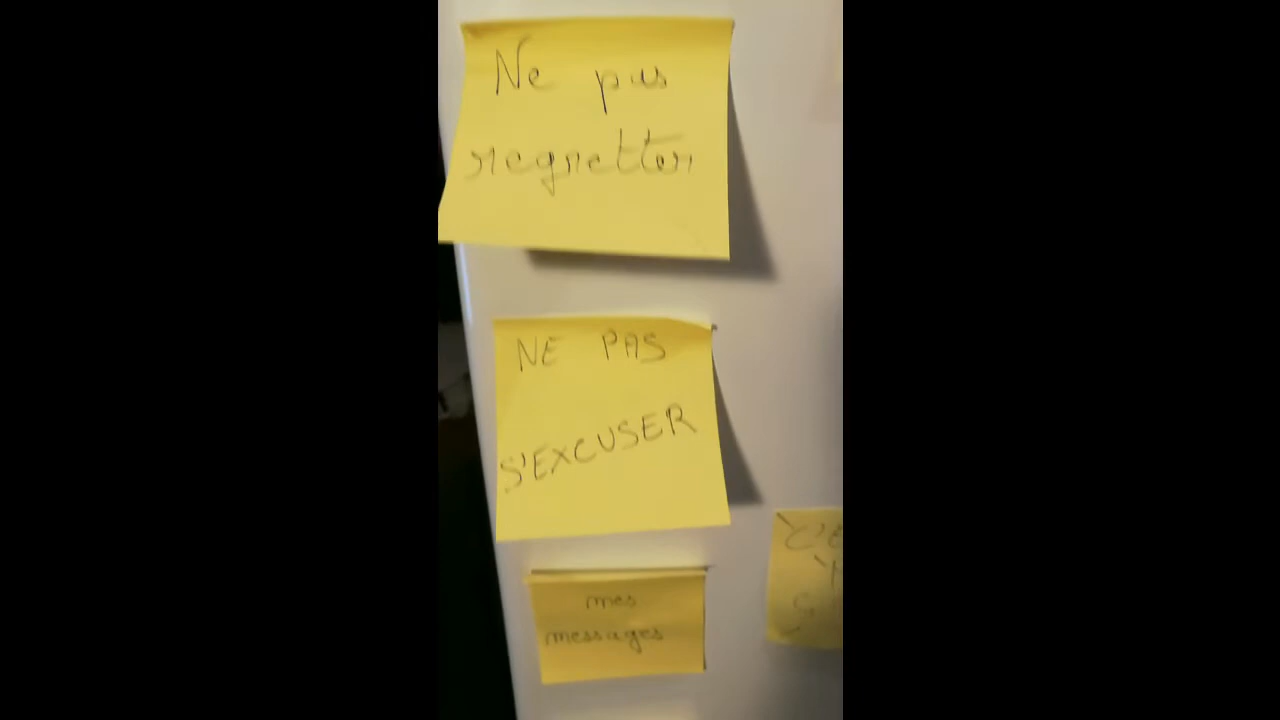 Ne pas
regretter
NE PAS
S'EXCUSER
mes
messages
C'E